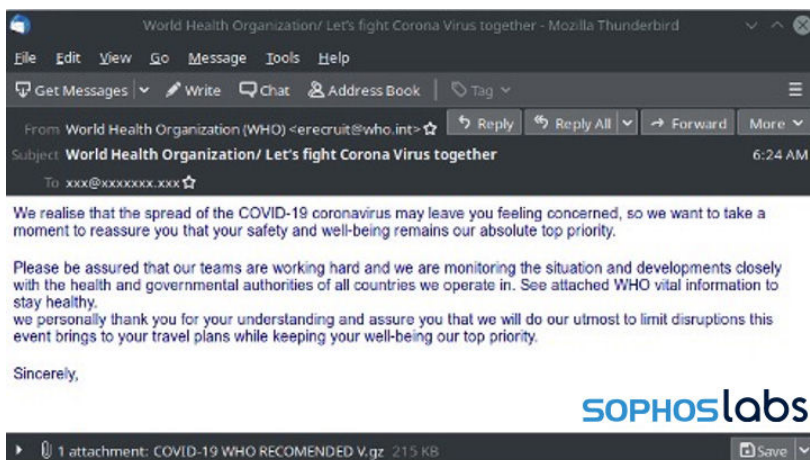 World Health Organization/ Let's fight Corona Virus together - Mozilla Thunderbird
File Edit View Go Message Tools Help
Get Messages Write Chat Address Book Tag
From World Health Organization (WHO) <erecruit@who.int> Reply Reply All Forward More
Subject World Health Organization/ Let's fight Corona Virus together 6:24 AM
To xxx@xxxxxxx.xxx
We realise that the spread of the COVID-19 coronavirus may leave you feeling concerned, so we want to take a
moment to reassure you that your safety and well-being remains our absolute top priority.
Please be assured that our teams are working hard and we are monitoring the situation and developments closely
with the health and governmental authorities of all countries we operate in. See attached WHO vital information to
stay healthy.
we personally thank you for your understanding and assure you that we will do our utmost to limit disruptions this
event brings to your travel plans while keeping your well-being our top priority.
Sincerely,
SOPHOSlabs
1 attachment: COVID-19 WHO RECOMENDED V.gz 215 KB Save